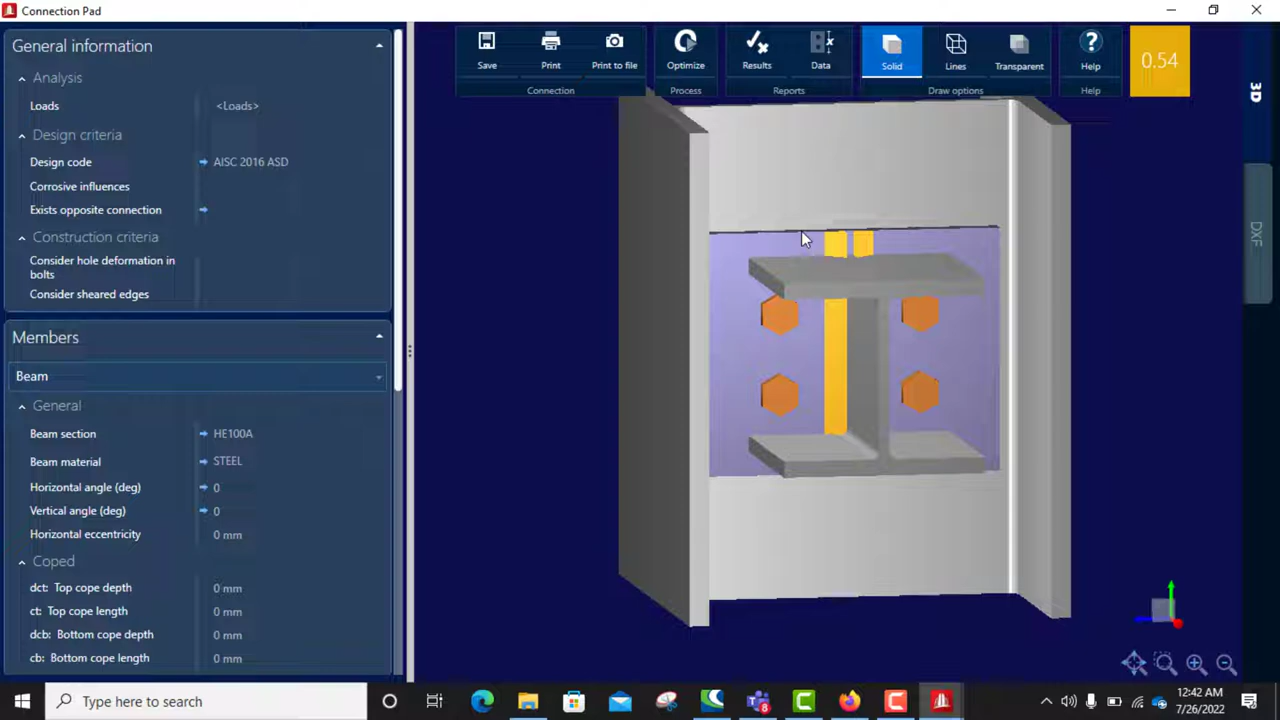 Connection Pad
General information
Analysis
Loads <Loads>
Design criteria
Design code AISC 2016 ASD
Corrosive influences
Exists opposite connection
Construction criteria
Consider hole deformation in
bolts
Consider sheared edges
Members
Beam
General
Beam section HE100A
Beam material STEEL
Horizontal angle (deg) 0
Vertical angle (deg) 0
Horizontal eccentricity 0 mm
Coped
dct: Top cope depth 0 mm
ct: Top cope length 0 mm
dcb: Bottom cope depth 0 mm
cb: Bottom cope length 0 mm
Save Print Print to file Optimize Results Data Solid Lines Transparent Help
Connection Process Reports Draw options Help
0.54
3D
DXF
Type here to search
8
12:42 AM
7/26/2022